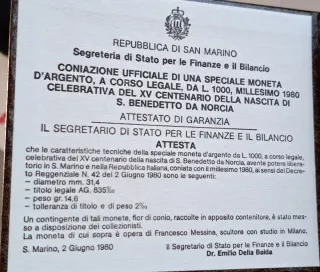 REPUBBLICA DI SAN MARINO
Segreteria di Stato per le Finanze e il Bilancio
CONIAZIONE UFFICIALE DI UNA SPECIALE MONETA
D'ARGENTO, A CORSO LEGALE, DA L. 1000, MILLESIMO 1980
CELEBRATIVA DEL XV CENTENARIO DELLA NASCITA DI
S. BENEDETTO DA NORCIA
ATTESTATO DI GARANZIA
IL SEGRETARIO DI STATO PER LE FINANZE E IL BILANCIO
ATTESTA
che le caratteristiche tecniche della speciale moneta d'argento da L. 1000, a corso legale,
celebrativa del XV centenario della nascita di S. Benedetto da Norcia, avente potere libera-
torio in S. Marino e nella Repubblica italiana, coniata con il millesimo 1980, ai sensi del Decre-
to Reggenziale N. 42 del 2 Giugno 1980 sono le seguenti:
— diametro mm. 31,4
— titolo legale AG. 835‰
— peso gr. 14,6
— tolleranza di titolo e di peso 2‰
Un contingente di tali monete, fior di conio, raccolte in apposito contenitore, è stato mes-
so a disposizione dei collezionisti.
La moneta di cui sopra è opera di Francesco Messina, scultore con studio in Milano.
S. Marino, 2 Giugno 1980
Il Segretario di Stato per le Finanze e il Bilancio
Dr. Emilio Della Balda